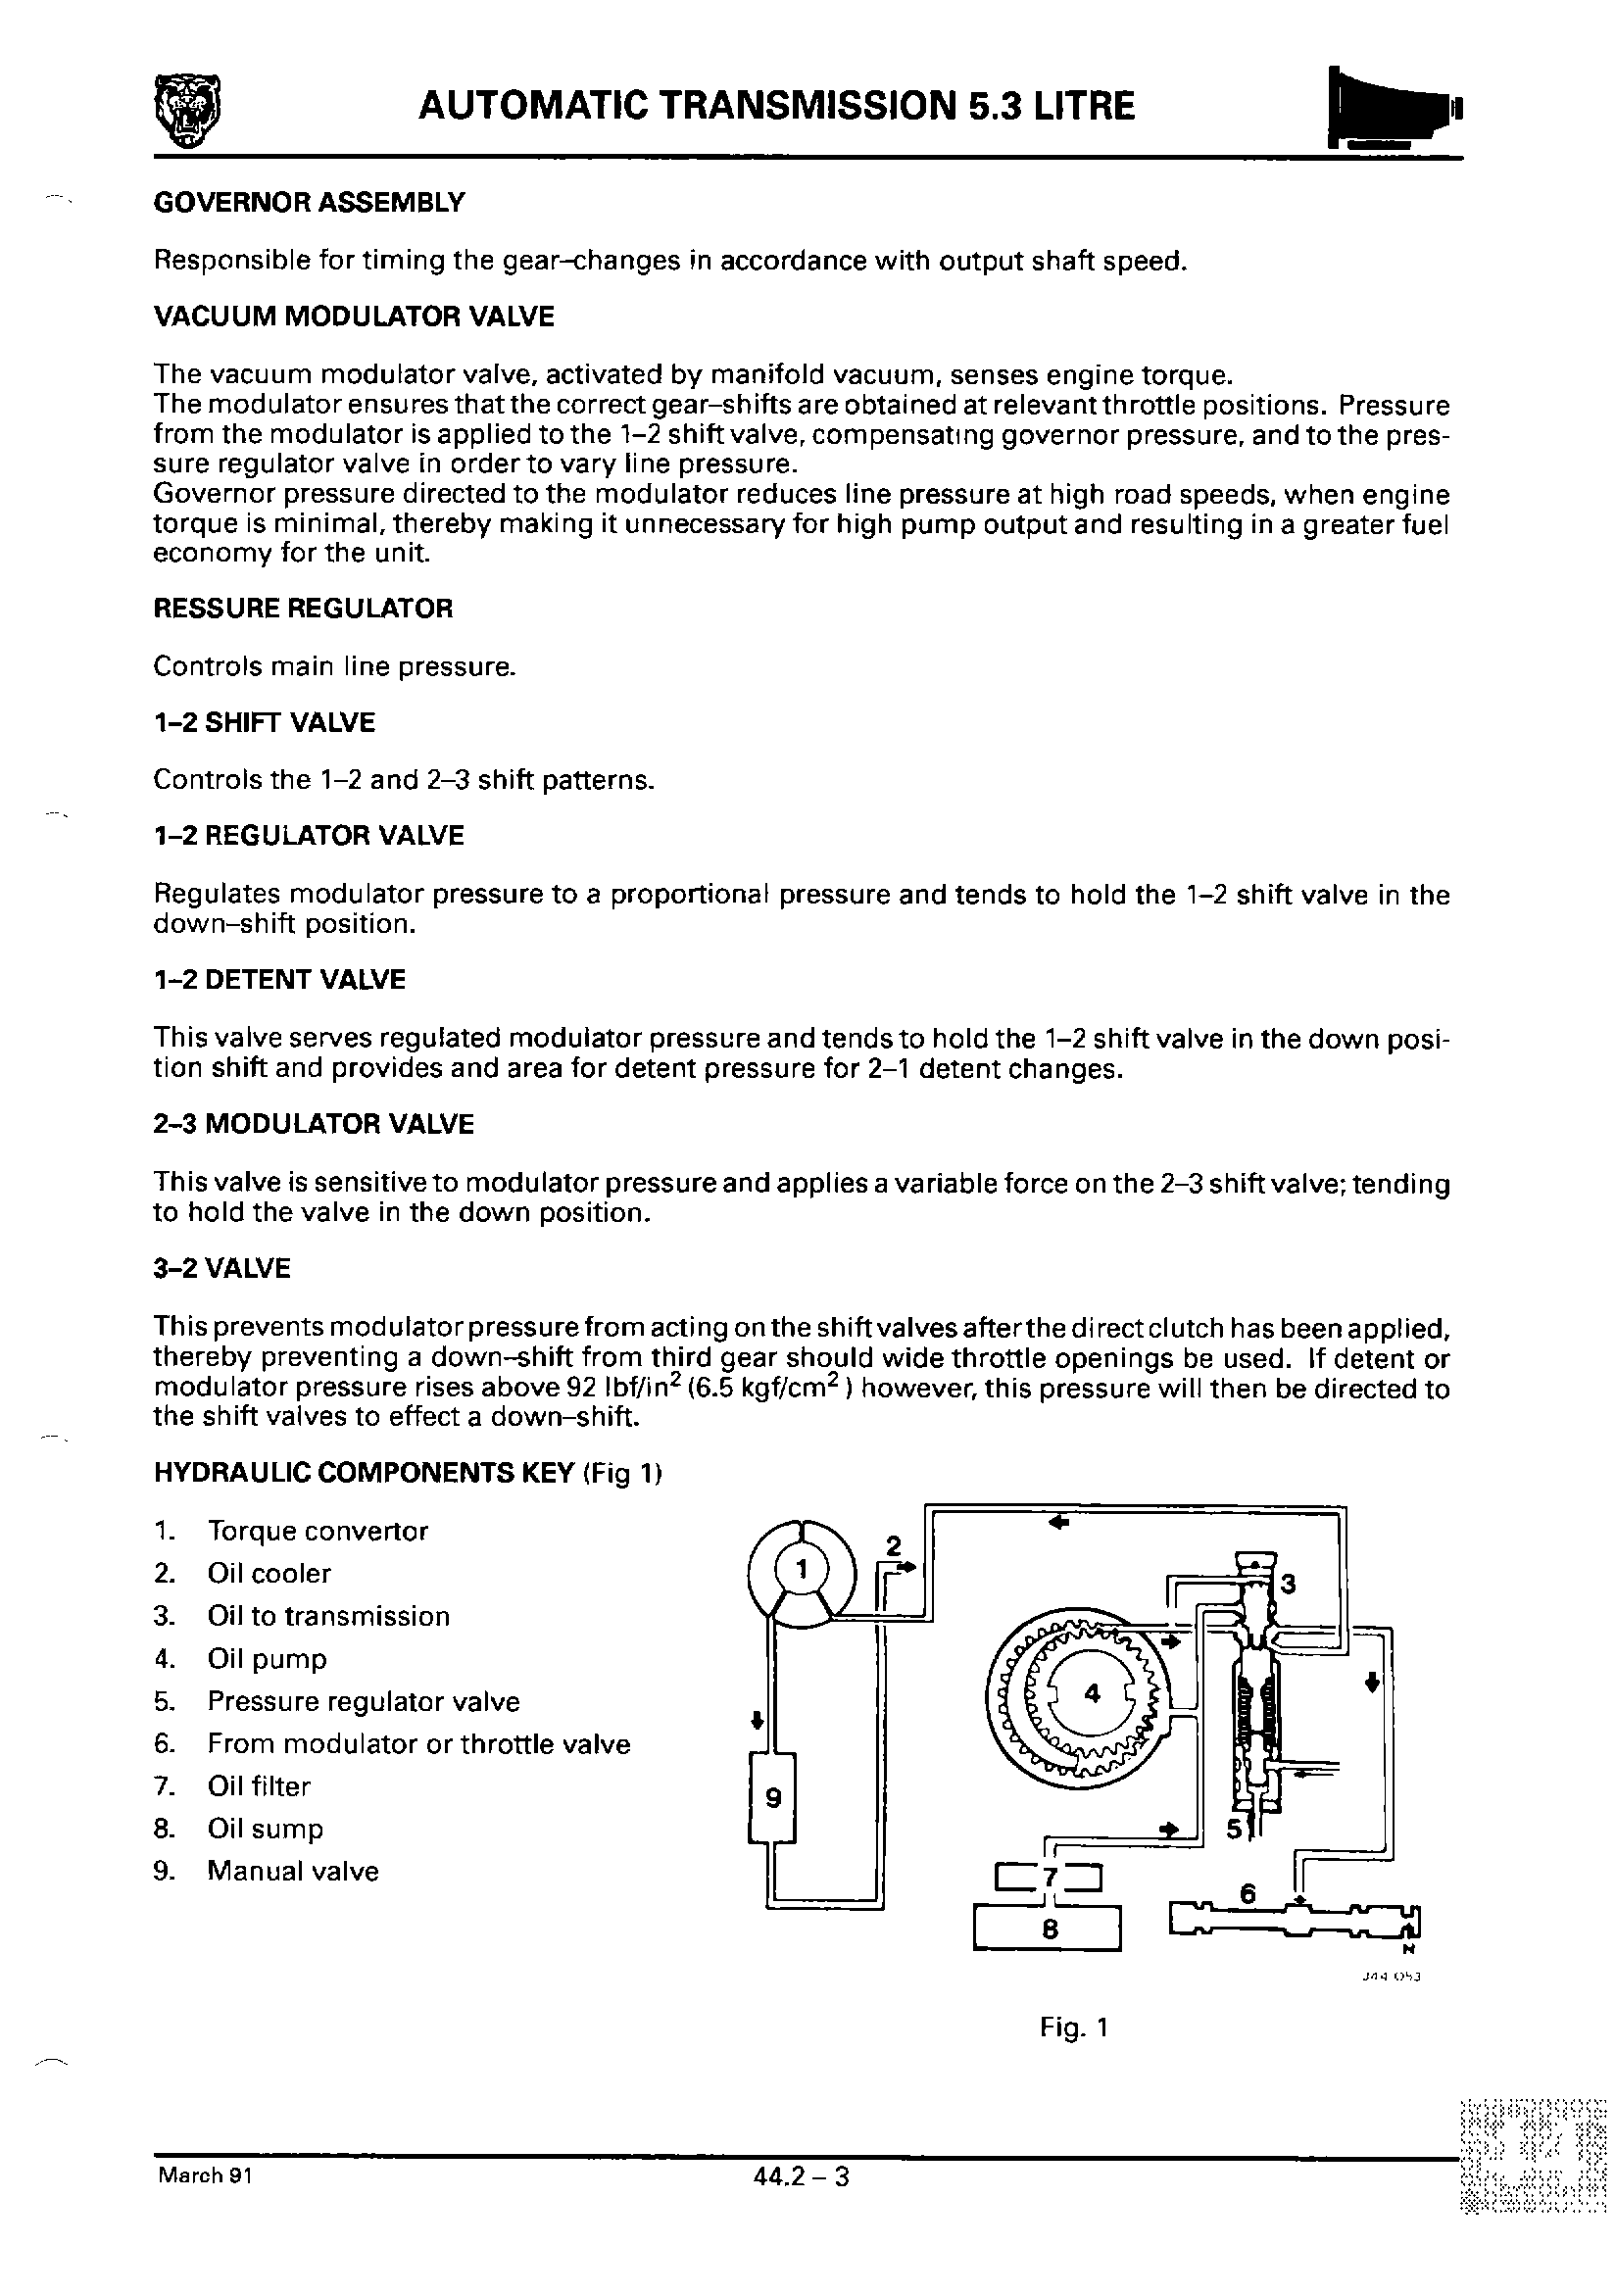 AUTOMATIC TRANSMISSION 5.3 LITRE
GOVERNOR ASSEMBLY
Responsible for timing the gear–changes in accordance with output shaft speed.
VACUUM MODULATOR VALVE
The vacuum modulator valve, activated by manifold vacuum, senses engine torque.
The modulator ensures that the correct gear–shifts are obtained at relevant throttle positions. Pressure
from the modulator is applied to the 1–2 shift valve, compensating governor pressure, and to the pres-
sure regulator valve in order to vary line pressure.
Governor pressure directed to the modulator reduces line pressure at high road speeds, when engine
torque is minimal, thereby making it unnecessary for high pump output and resulting in a greater fuel
economy for the unit.
RESSURE REGULATOR
Controls main line pressure.
1–2 SHIFT VALVE
Controls the 1–2 and 2–3 shift patterns.
1–2 REGULATOR VALVE
Regulates modulator pressure to a proportional pressure and tends to hold the 1–2 shift valve in the
down–shift position.
1–2 DETENT VALVE
This valve serves regulated modulator pressure and tends to hold the 1–2 shift valve in the down posi-
tion shift and provides and area for detent pressure for 2–1 detent changes.
2–3 MODULATOR VALVE
This valve is sensitive to modulator pressure and applies a variable force on the 2–3 shift valve; tending
to hold the valve in the down position.
3–2 VALVE
This prevents modulator pressure from acting on the shift valves after the direct clutch has been applied,
thereby preventing a down–shift from third gear should wide throttle openings be used. If detent or
modulator pressure rises above 92 lbf/in² (6.5 kgf/cm² ) however, this pressure will then be directed to
the shift valves to effect a down–shift.
HYDRAULIC COMPONENTS KEY (Fig 1)
1. Torque convertor
2. Oil cooler
3. Oil to transmission
4. Oil pump
5. Pressure regulator valve
6. From modulator or throttle valve
7. Oil filter
8. Oil sump
9. Manual valve
1
2
3
4
9
5
7
6
8
N
J44 053
Fig. 1
March 91
44.2 – 3